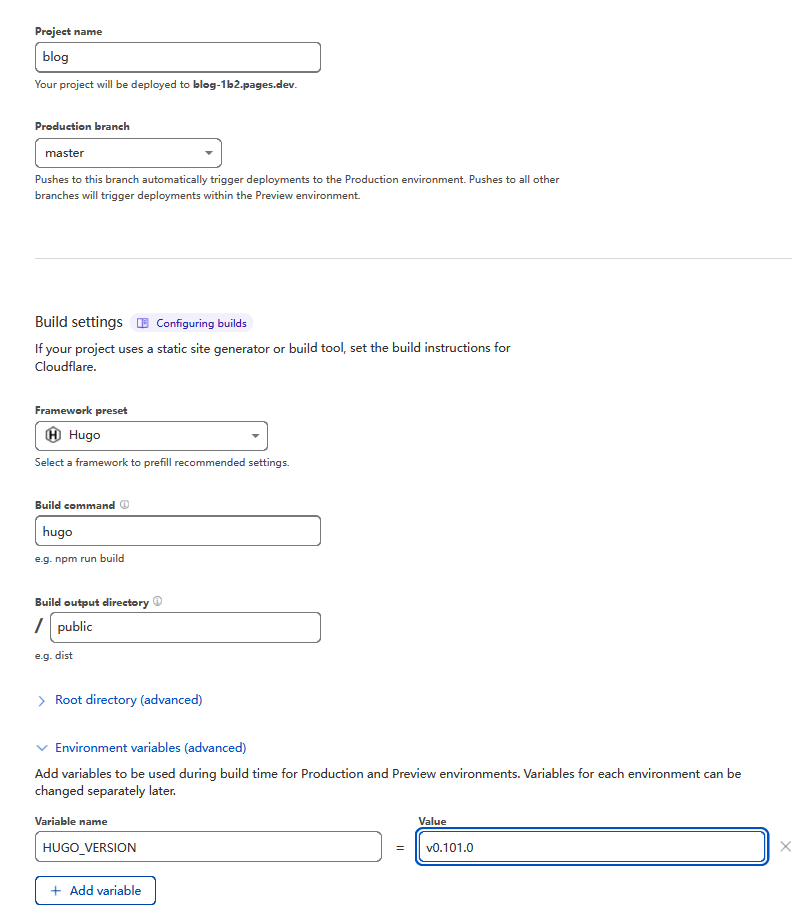 Project name
blog
Your project will be deployed to blog-1b2.pages.dev.
Production branch
master
Pushes to this branch automatically trigger deployments to the Production environment. Pushes to all other
branches will trigger deployments within the Preview environment.
Build settings Configuring builds
If your project uses a static site generator or build tool, set the build instructions for
Cloudflare.
Framework preset
Hugo
Select a framework to prefill recommended settings.
Build command
hugo
e.g. npm run build
Build output directory
/ public
e.g. dist
Root directory (advanced)
Environment variables (advanced)
Add variables to be used during build time for Production and Preview environments. Variables for each environment can be
changed separately later.
Variable name Value
HUGO_VERSION = v0.101.0
+ Add variable